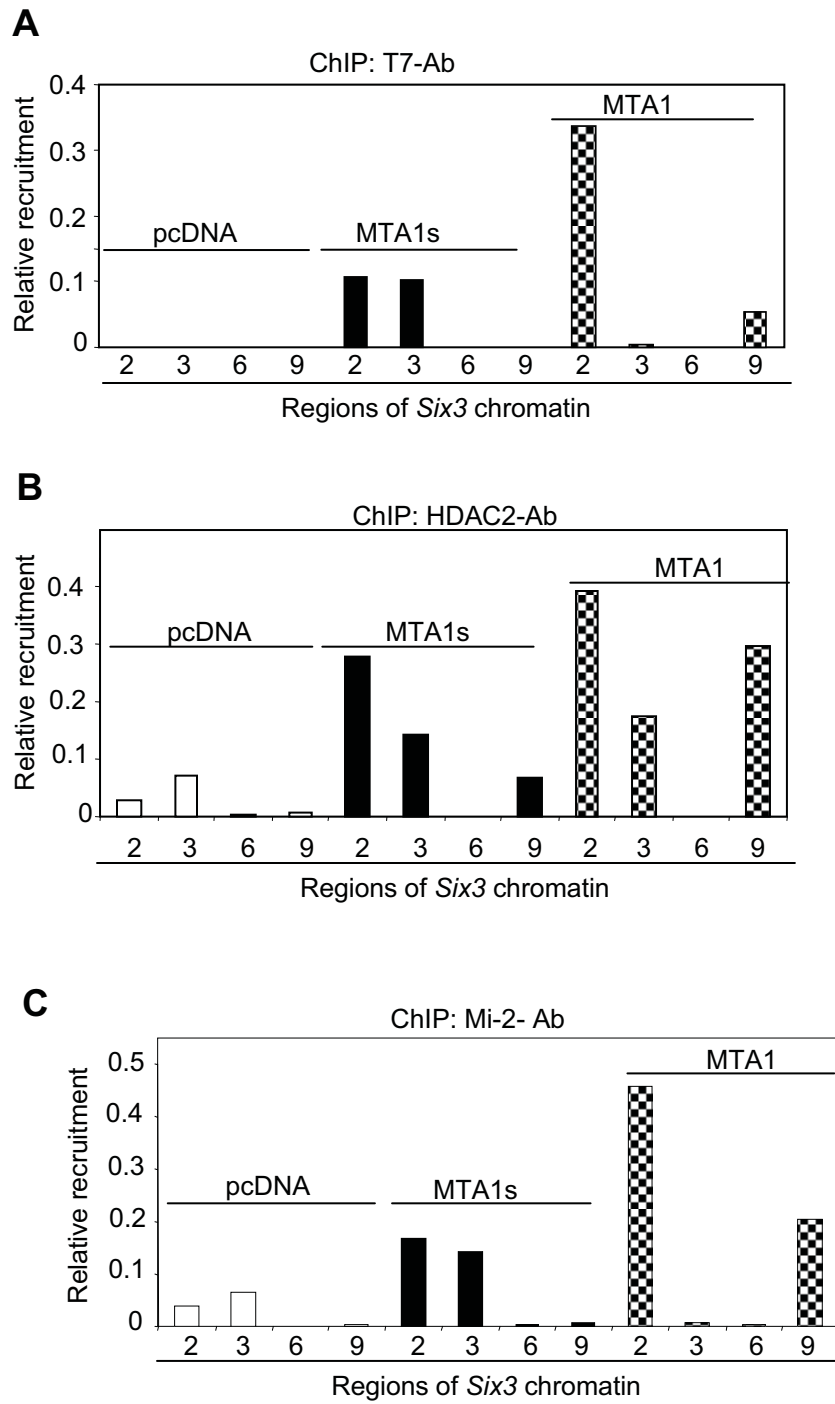 A
ChIP: T7-Ab
Relative recruitment
0.4
0.3
0.2
0.1
0
pcDNA
MTA1s
MTA1
2 3 6 9 2 3 6 9 2 3 6 9
Regions of Six3 chromatin
B
ChIP: HDAC2-Ab
Relative recruitment
0.4
0.3
0.1
0
pcDNA
MTA1s
MTA1
2 3 6 9 2 3 6 9 2 3 6 9
Regions of Six3 chromatin
C
ChIP: Mi-2- Ab
Relative recruitment
0.5
0.4
0.3
0.2
0.1
0
pcDNA
MTA1s
MTA1
2 3 6 9 2 3 6 9 2 3 6 9
Regions of Six3 chromatin